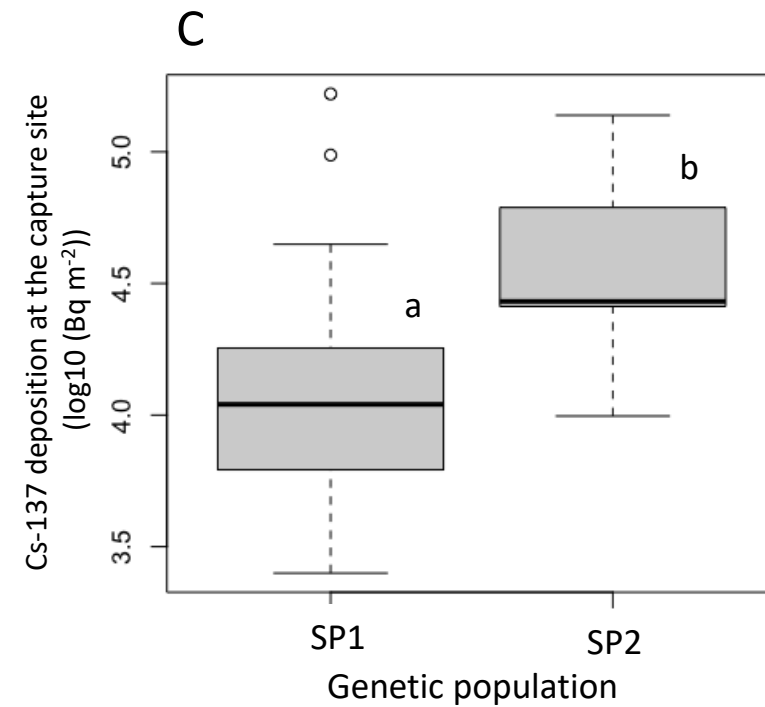 C
Cs-137 deposition at the capture site
(log10 (Bq m⁻²))
5.0
4.5
4.0
3.5
a
b
SP1 SP2
Genetic population